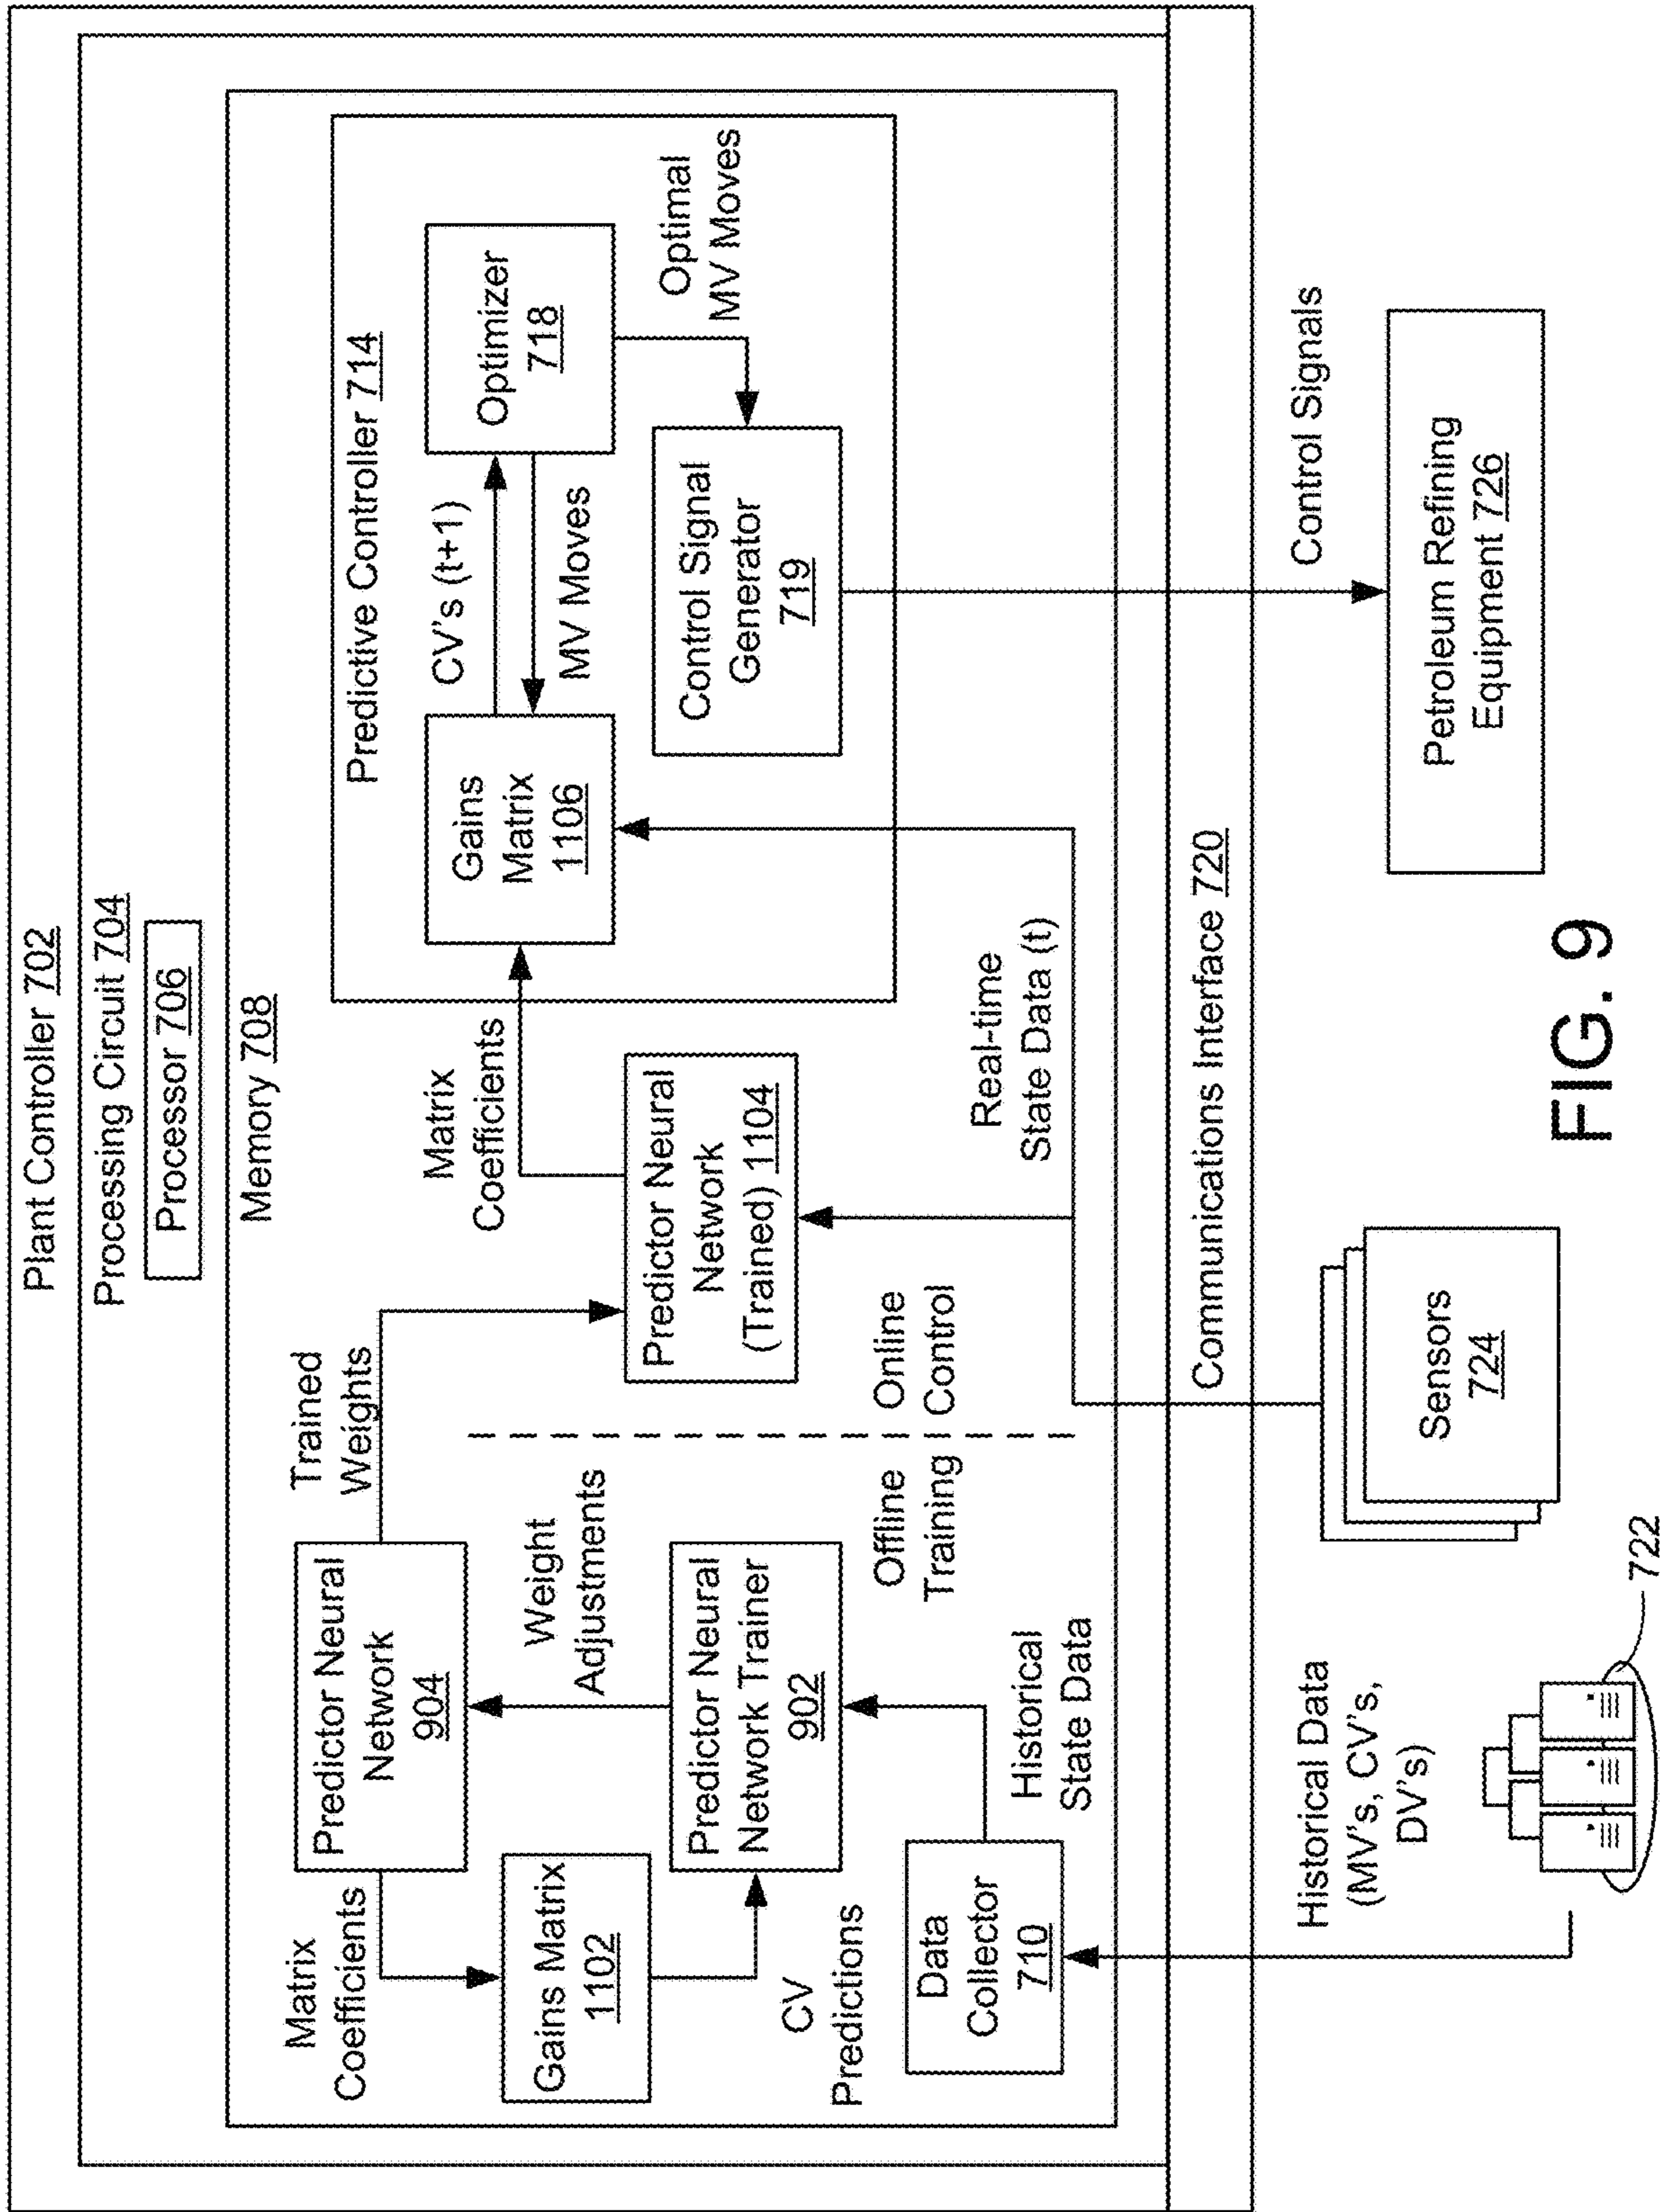 Plant Controller 702
Processing Circuit 704
Processor 706
Memory 708
Matrix
Coefficients
Predictor Neural
Network
904
Trained
Weights
Gains Matrix
1102
Weight
Adjustments
CV
Predictions
Predictor Neural
Network Trainer
902
Data
Collector
710
Historical
State Data
Offline
Training
Online
Control
Predictor Neural
Network
(Trained) 1104
Matrix
Coefficients
Real-time
State Data (t)
Predictive Controller 714
Gains
Matrix
1106
CV's (t+1)
MV Moves
Optimizer
718
Optimal
MV Moves
Control Signal
Generator
719
Communications Interface 720
Historical Data
(MV's, CV's,
DV's)
722
Sensors
724
Control Signals
Petroleum Refining
Equipment 726
FIG. 9